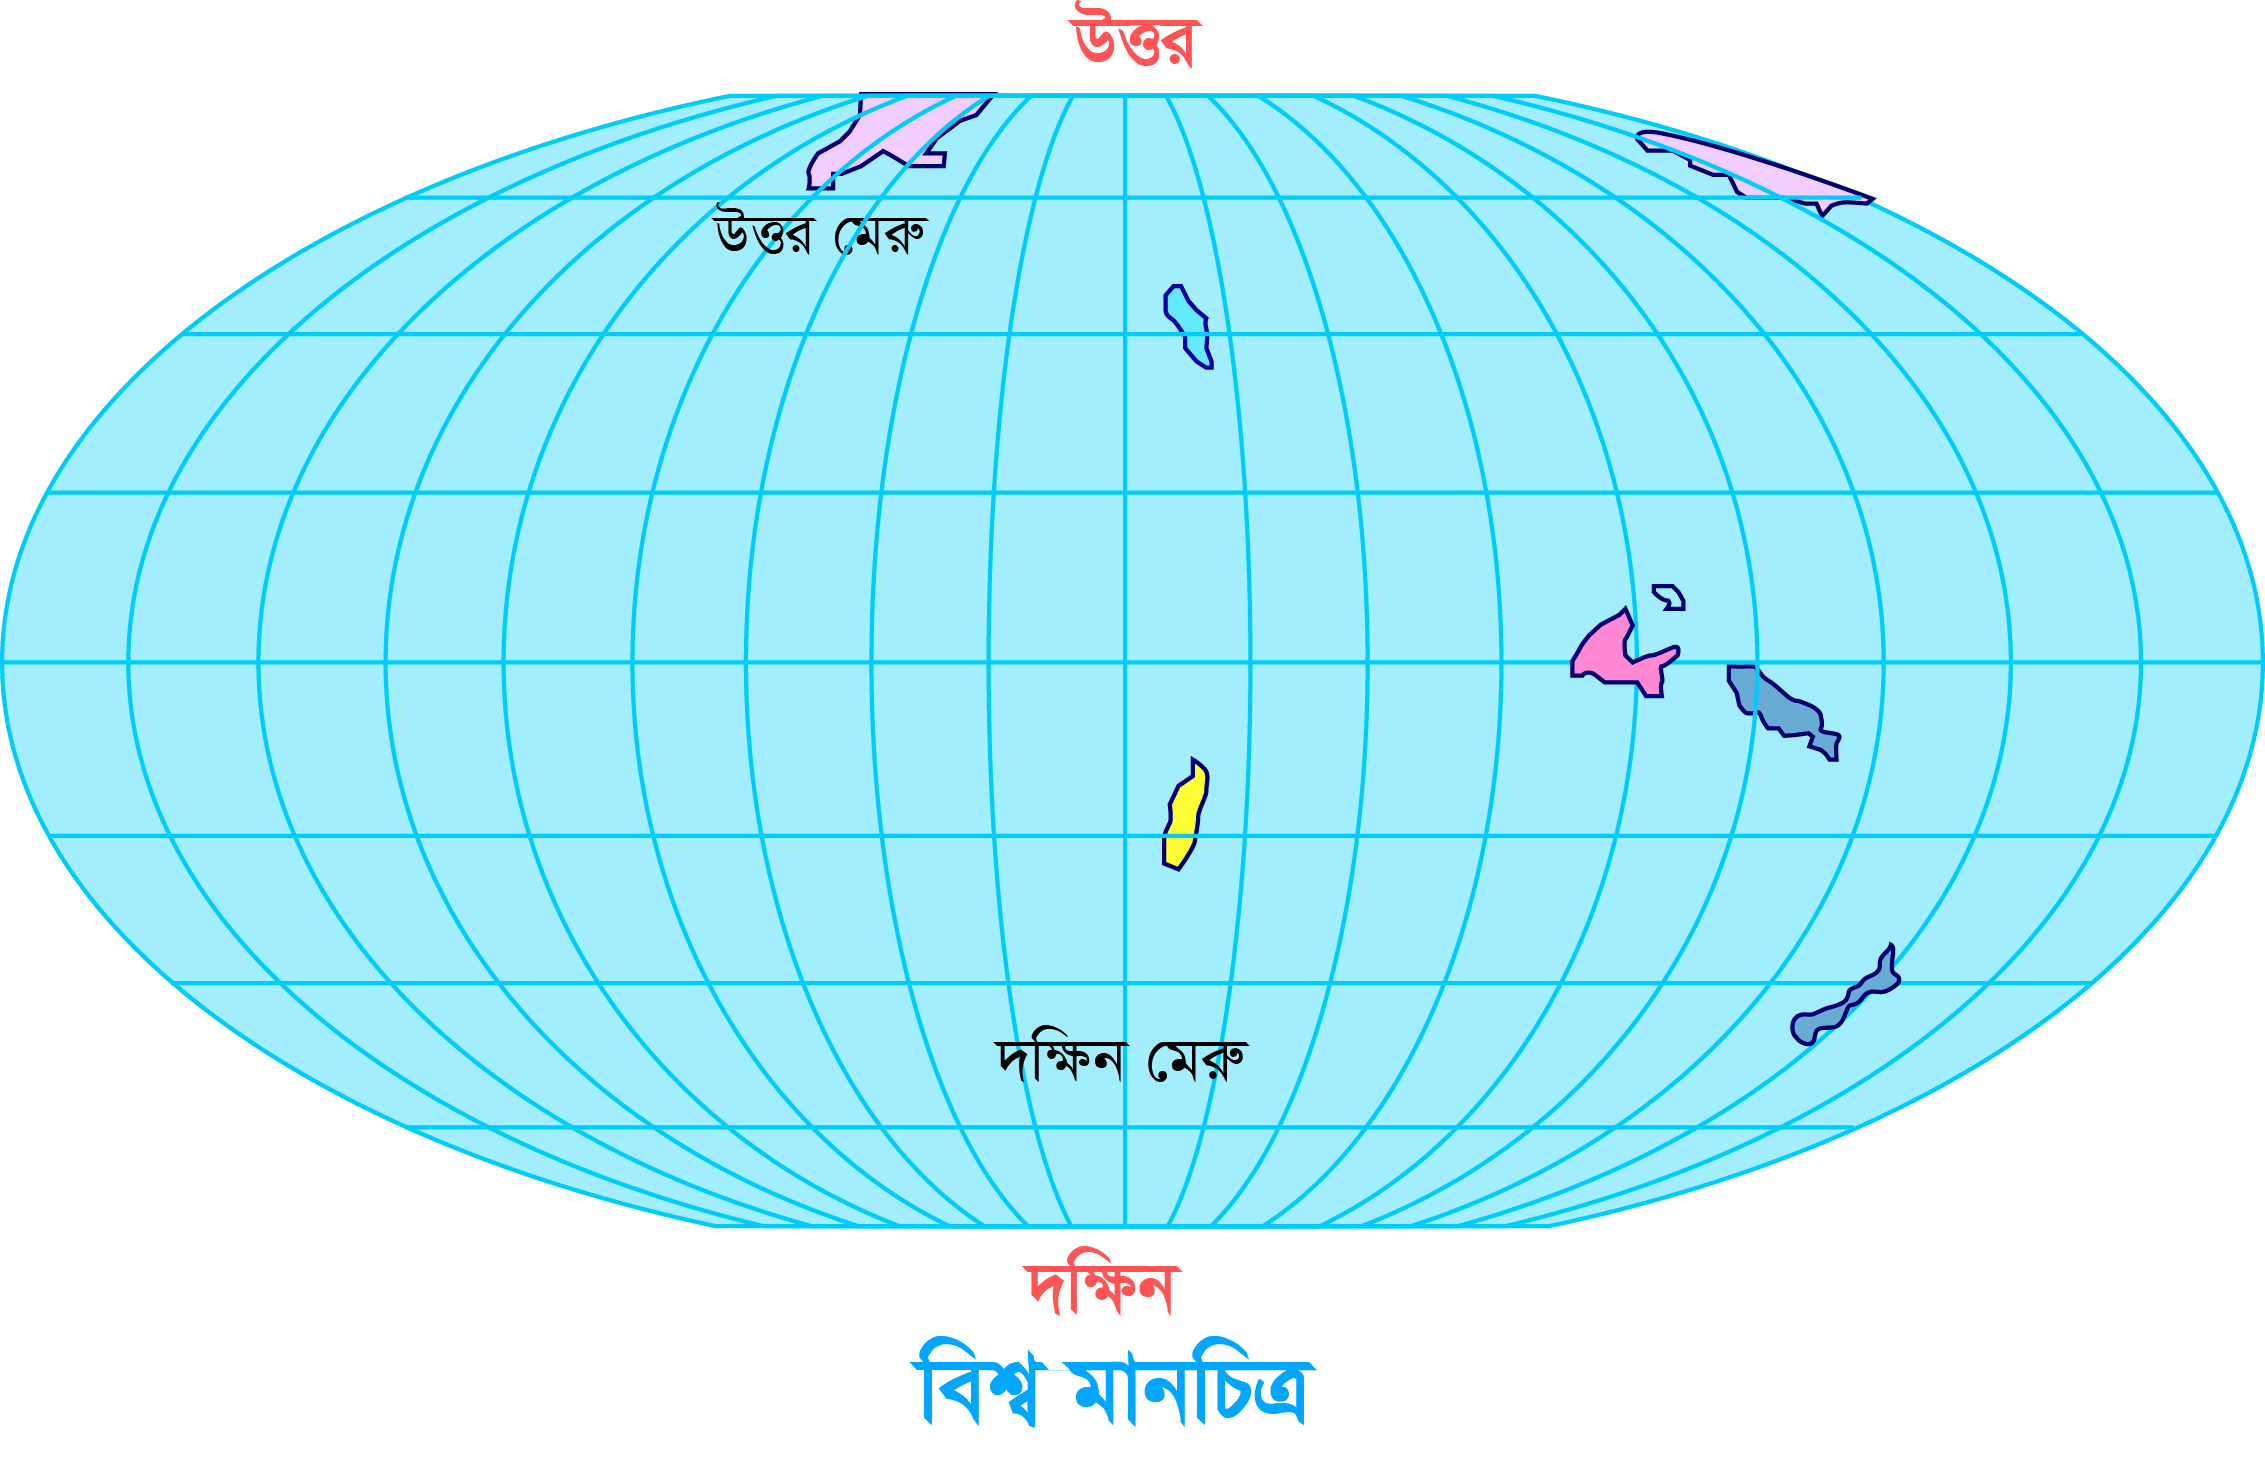 উত্তর
উত্তর মেরু
দক্ষিন মেরু
দক্ষিন
বিশ্ব মানচিত্র